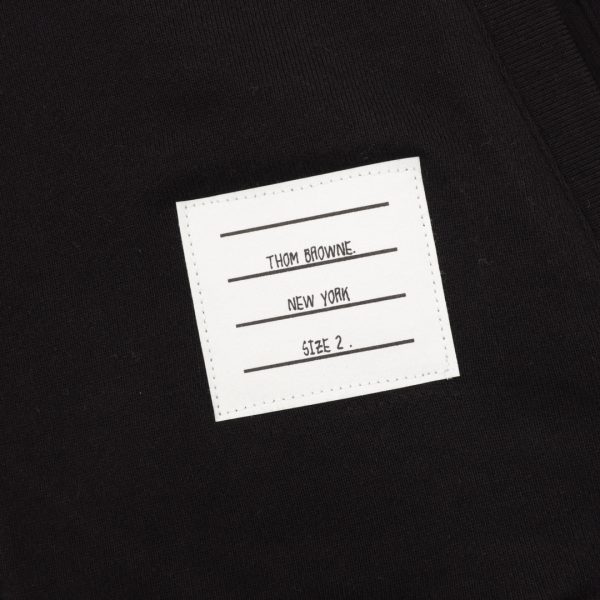 THOM BROWNE.
NEW YORK
SIZE 2 .